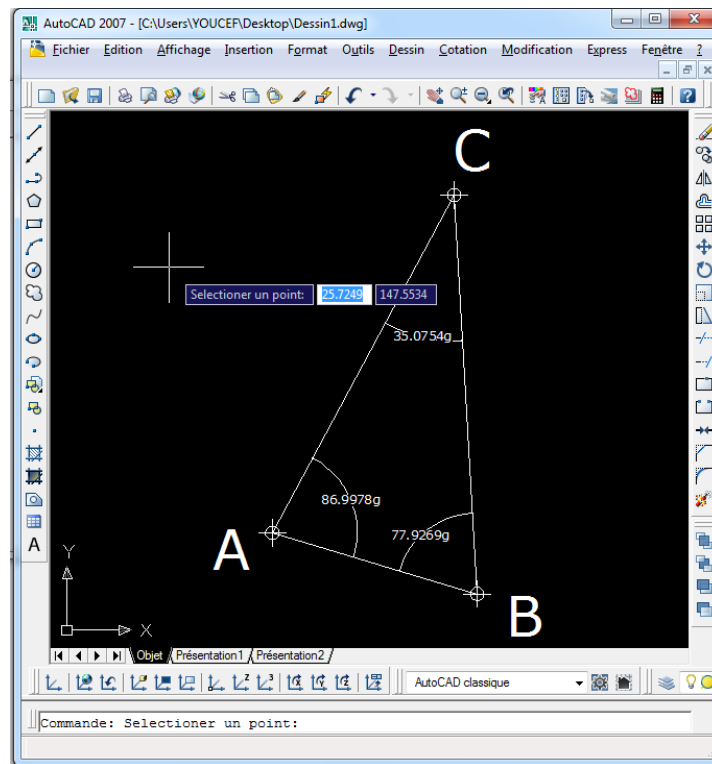 AutoCAD 2007 - [C:\Users\YOUCEF\Desktop\Dessin1.dwg]
Fichier Edition Affichage Insertion Format Outils Dessin Cotation Modification Express Fenêtre ?
C
Selectioner un point: 25.7249 147.5534
35.0754g
86.9978g
77.9269g
A
B
A
Y
X
Objet Présentation1 Présentation2
AutoCAD classique
Commande: Selectioner un point: